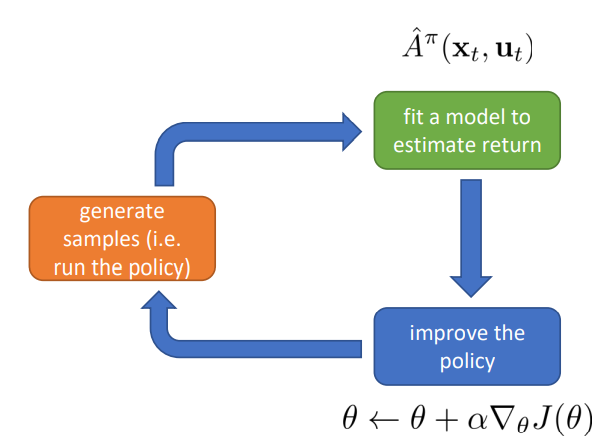 Â^π(x_t, u_t)
fit a model to
estimate return
generate
samples (i.e.
run the policy)
improve the
policy
θ ← θ + α∇_θ J(θ)